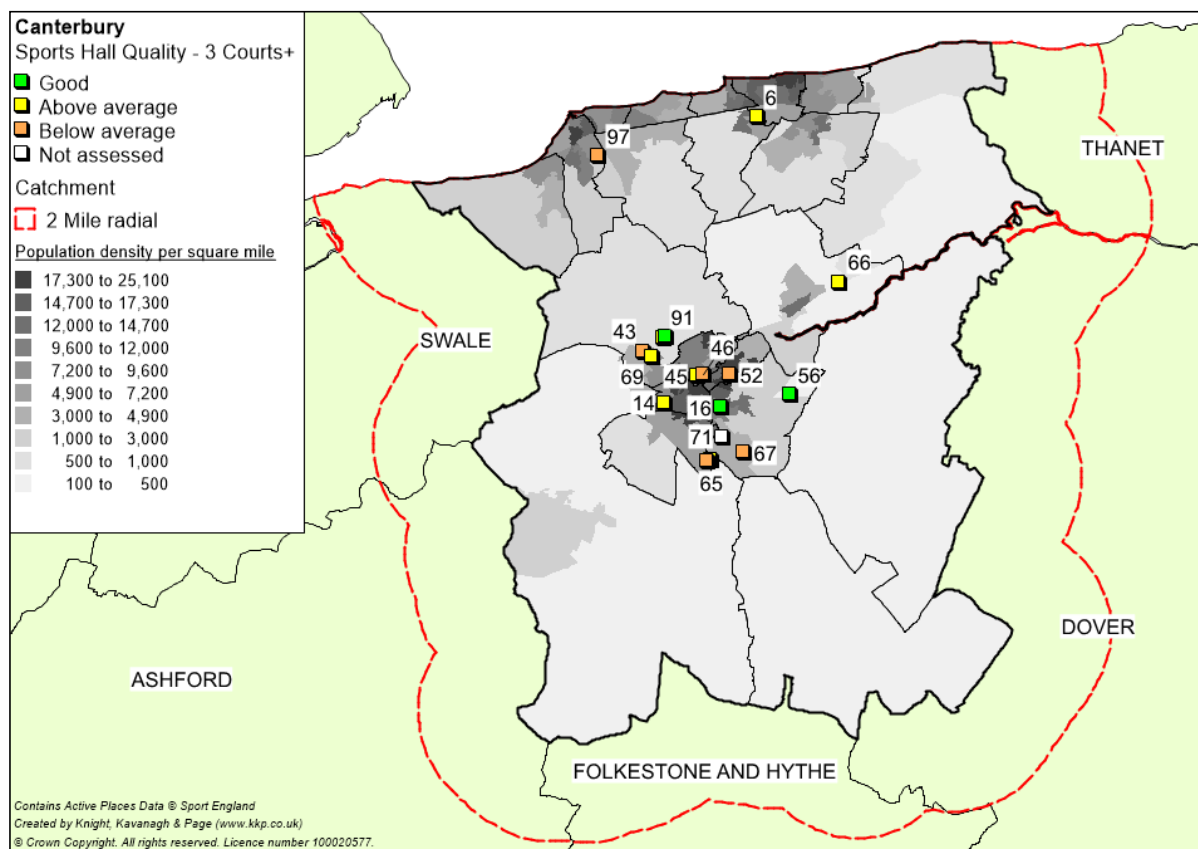 Canterbury
Sports Hall Quality - 3 Courts+
Good
Above average
Below average
Not assessed
Catchment
2 Mile radial
Population density per square mile
17,300 to 25,100
14,700 to 17,300
12,000 to 14,700
9,600 to 12,000
7,200 to 9,600
4,900 to 7,200
3,000 to 4,900
1,000 to 3,000
500 to 1,000
100 to 500
6
97
THANET
66
91
43
SWALE
46
69
45
52
56
14
16
71
67
65
DOVER
ASHFORD
FOLKESTONE AND HYTHE
Contains Active Places Data © Sport England
Created by Knight, Kavanagh & Page (www.kkp.co.uk)
© Crown Copyright. All rights reserved. Licence number 100020577.